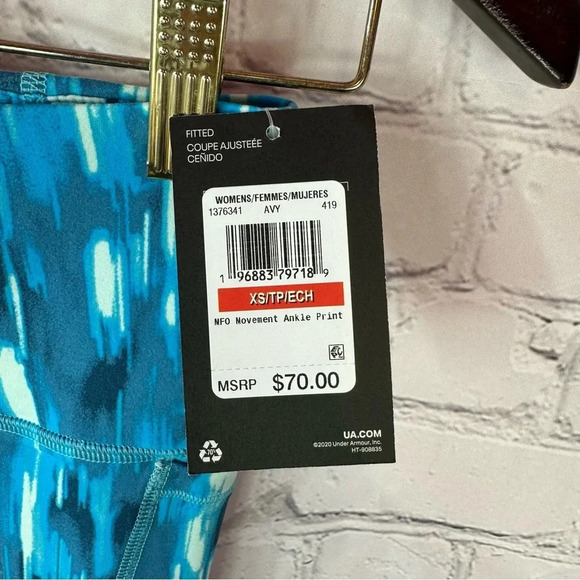 FITTED
COUPE AJUSTEÉE
CEÑIDO
WOMENS/FEMMES/MUJERES
1376341 AVY 419
1 96883 79718 9
XS/TP/ECH
NFO Novement Ankle Print
MSRP $70.00
UA.COM
©2020 Under Armour, Inc.
HT-908835